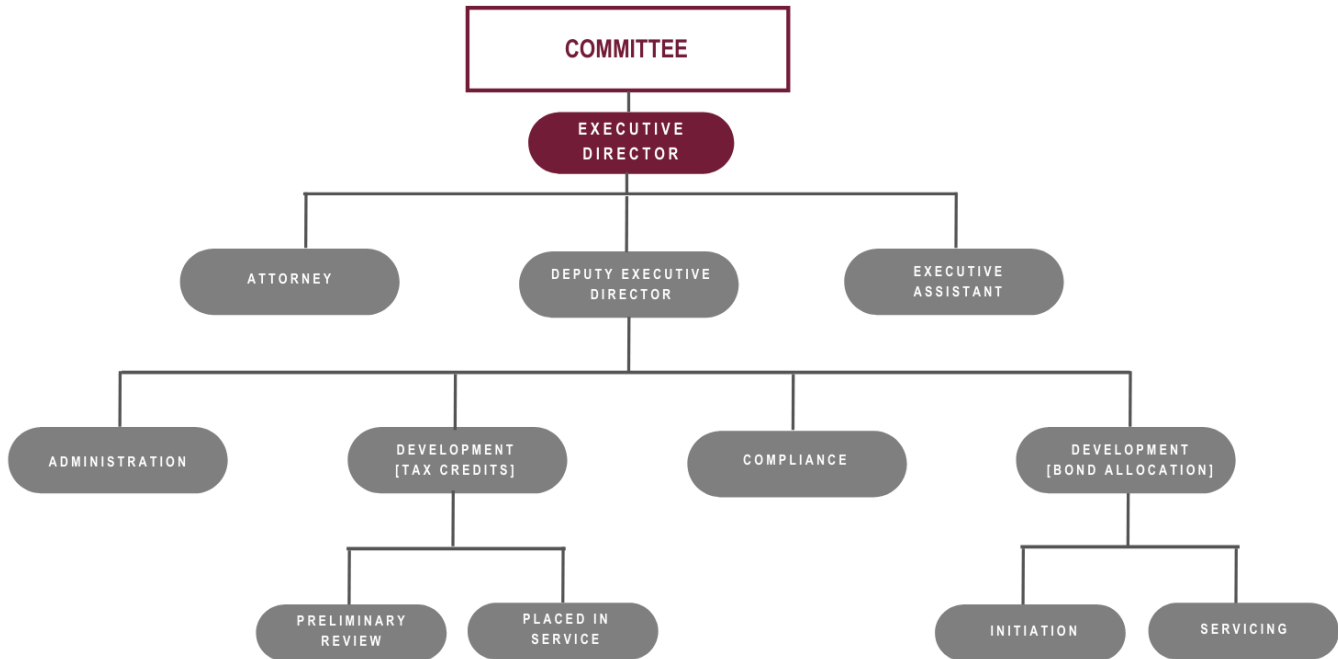 COMMITTEE
EXECUTIVE
DIRECTOR
ATTORNEY
DEPUTY EXECUTIVE
DIRECTOR
EXECUTIVE
ASSISTANT
ADMINISTRATION
DEVELOPMENT
[TAX CREDITS]
COMPLIANCE
DEVELOPMENT
[BOND ALLOCATION]
PRELIMINARY
REVIEW
PLACED IN
SERVICE
INITIATION
SERVICING